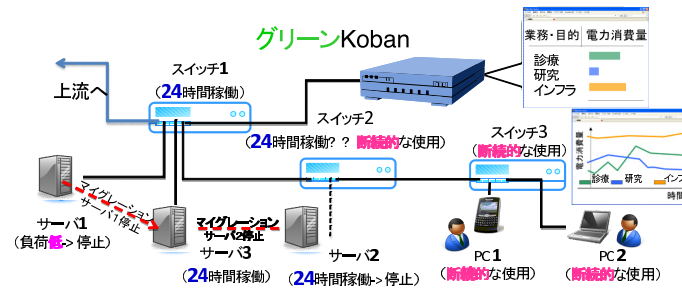 グリーンKoban
業務・目的 電力消費量
診療
研究
インフラ
上流へ
スイッチ1
(24時間稼働)
スイッチ2
(24時間稼働？？ 断続的な使用)
スイッチ3
(断続的な使用)
電力消費量
診療 研究 インフ
時間
マイグレーション
サーバ1停止
サーバ1
(負荷低->停止)
マイグレーション
サーバ2停止
サーバ3
(24時間稼働)
サーバ2
(24時間稼働->停止)
PC1
(断続的な使用)
PC2
(断続的な使用)